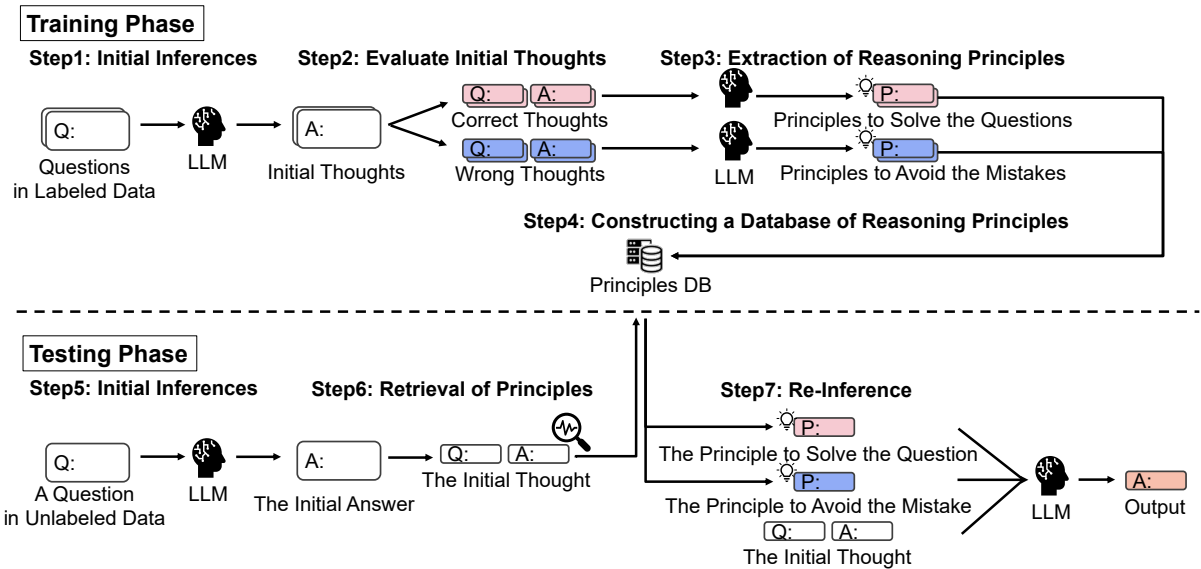 Training Phase
Step1: Initial Inferences
Step2: Evaluate Initial Thoughts
Step3: Extraction of Reasoning Principles
Q:
Questions
in Labeled Data
LLM
A:
Initial Thoughts
Q:
A:
Correct Thoughts
Q:
A:
Wrong Thoughts
LLM
P:
Principles to Solve the Questions
P:
Principles to Avoid the Mistakes
Step4: Constructing a Database of Reasoning Principles
Principles DB
Testing Phase
Step5: Initial Inferences
Step6: Retrieval of Principles
Step7: Re-Inference
Q:
A Question
in Unlabeled Data
LLM
A:
The Initial Answer
Q:
A:
The Initial Thought
P:
The Principle to Solve the Question
P:
The Principle to Avoid the Mistake
Q:
A:
The Initial Thought
LLM
A:
Output